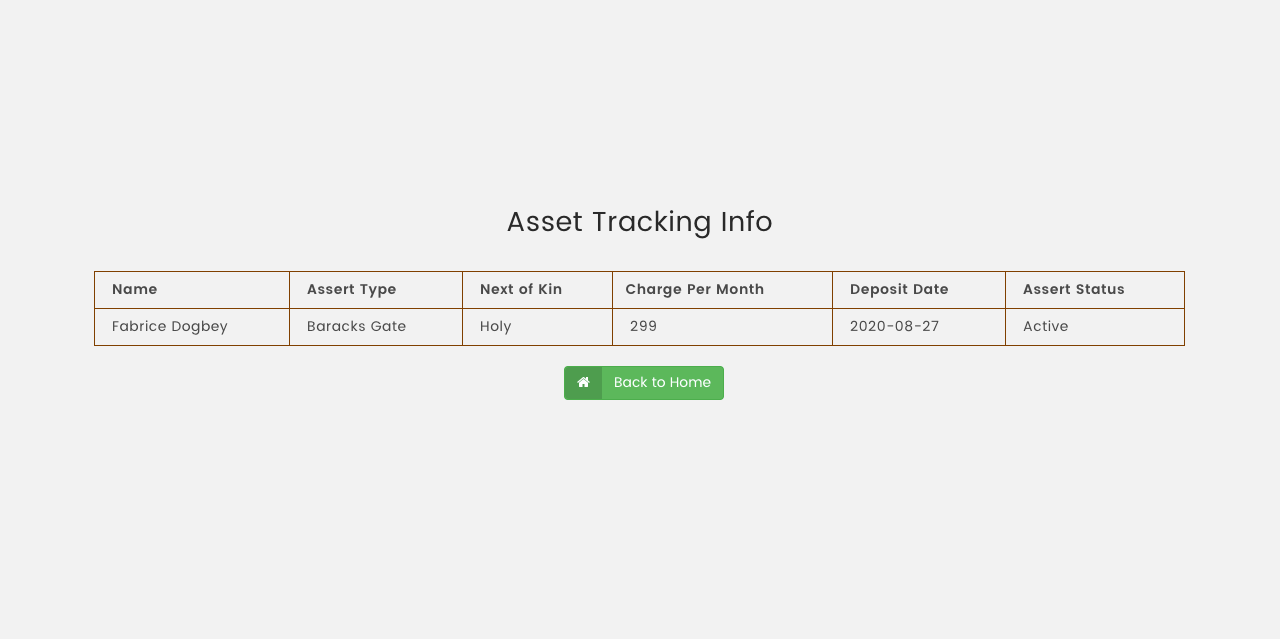 Asset Tracking Info
Name Assert Type Next of Kin Charge Per Month Deposit Date Assert Status
Fabrice Dogbey Baracks Gate Holy 299 2020-08-27 Active
Back to Home